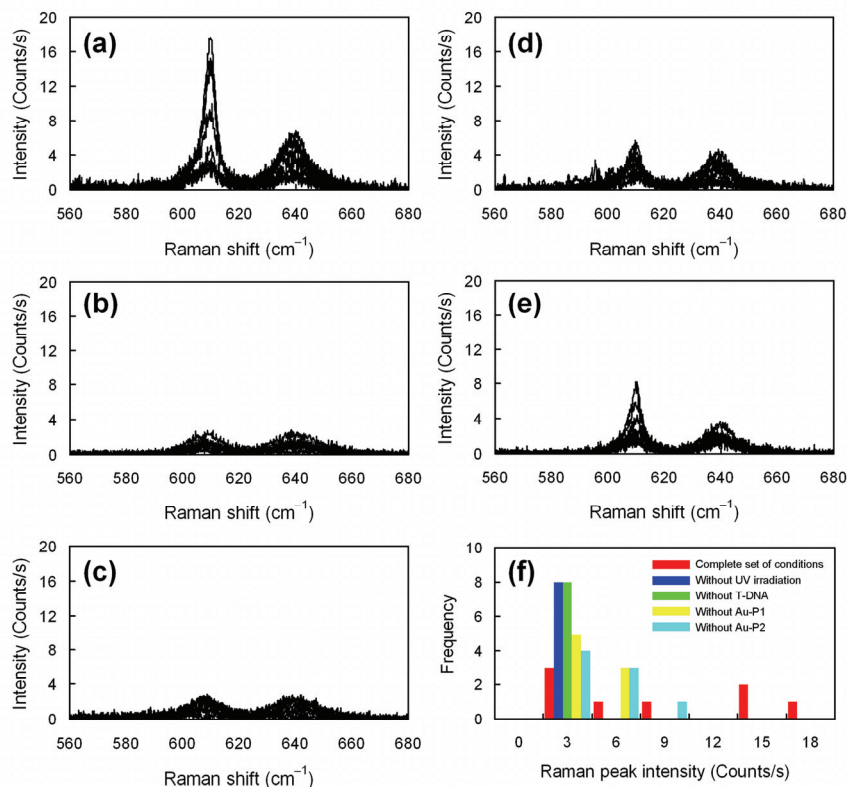 20
16
12
8
4
0
Intensity (Counts/s)
(a)
560 580 600 620 640 660 680
Raman shift (cm⁻¹)
20
16
12
8
4
0
Intensity (Counts/s)
(b)
560 580 600 620 640 660 680
Raman shift (cm⁻¹)
20
16
12
8
4
0
Intensity (Counts/s)
(c)
560 580 600 620 640 660 680
Raman shift (cm⁻¹)
20
16
12
8
4
0
Intensity (Counts/s)
(d)
560 580 600 620 640 660 680
Raman shift (cm⁻¹)
20
16
12
8
4
0
Intensity (Counts/s)
(e)
560 580 600 620 640 660 680
Raman shift (cm⁻¹)
10
8
6
4
2
0
Frequency
(f)
Complete set of conditions
Without UV irradiation
Without T-DNA
Without Au-P1
Without Au-P2
0 3 6 9 12 15 18
Raman peak intensity (Counts/s)